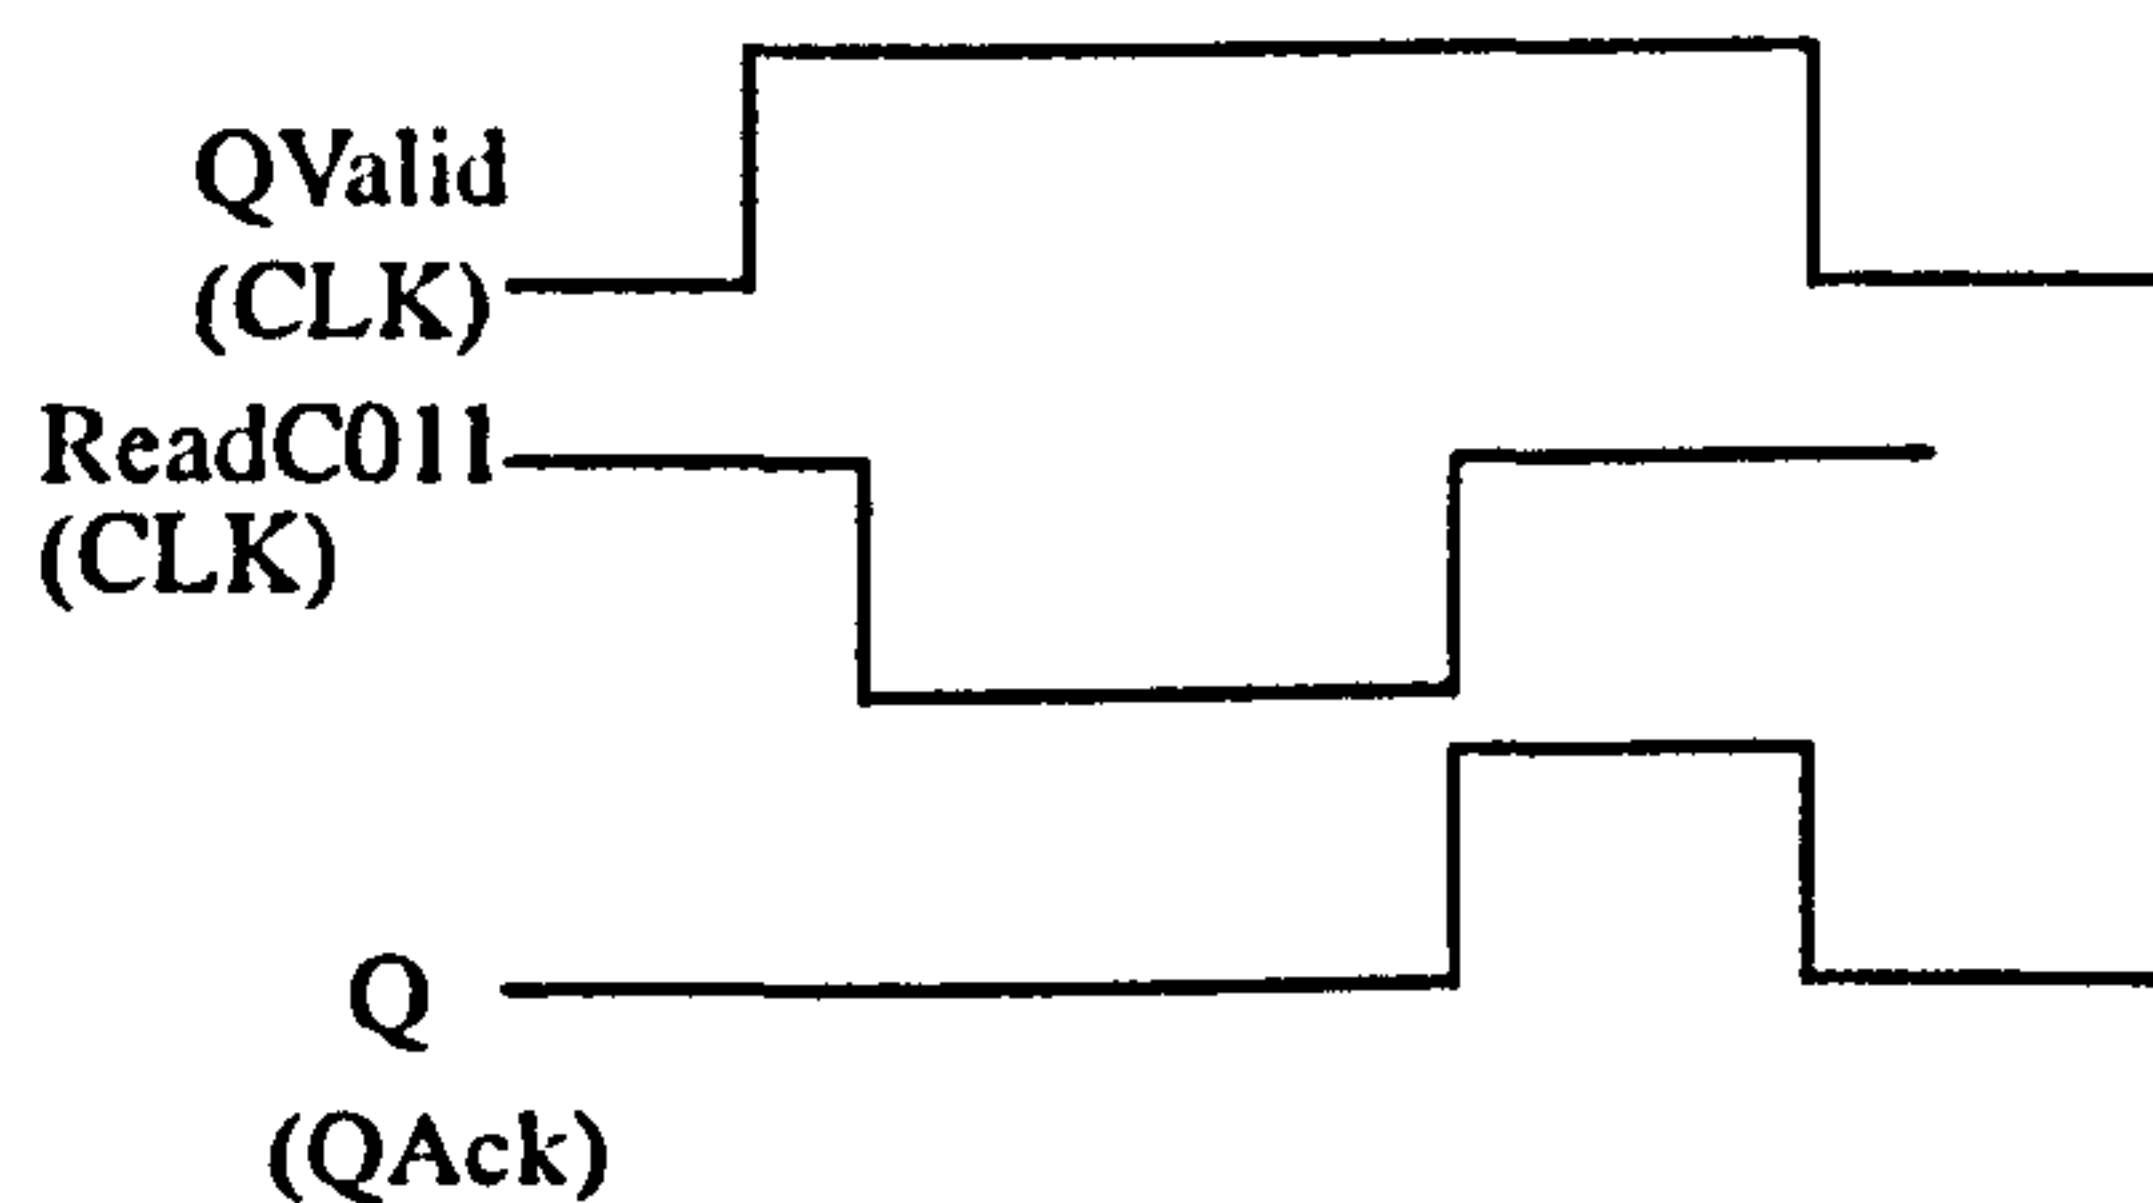 QValid
(CLK)
ReadC011
(CLK)
Q
(QAck)